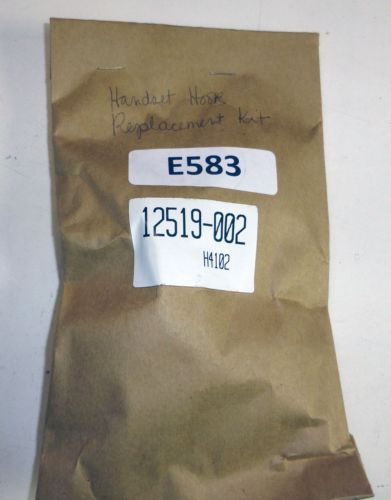 Handset Hook
Replacement Kit
E583
12519-002
H4102